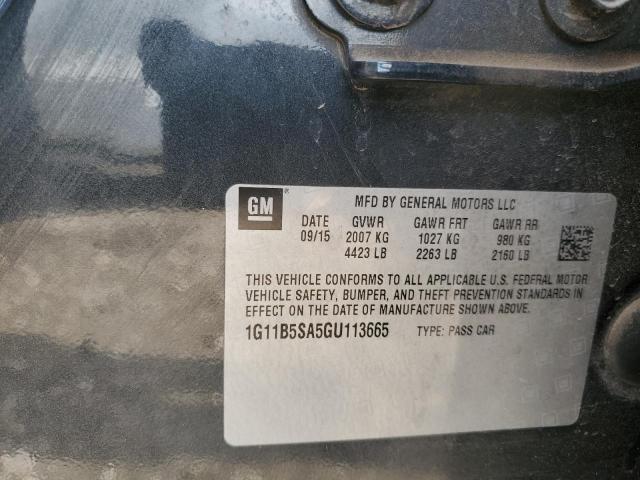 GM
MFD BY GENERAL MOTORS LLC
DATE GVWR GAWR FRT GAWR RR
09/15 2007 KG 1027 KG 980 KG
4423 LB 2263 LB 2160 LB
THIS VEHICLE CONFORMS TO ALL APPLICABLE U.S. FEDERAL MOTOR
VEHICLE SAFETY, BUMPER, AND THEFT PREVENTION STANDARDS IN
EFFECT ON THE DATE OF MANUFACTURE SHOWN ABOVE.
1G11B5SA5GU113665 TYPE: PASS CAR